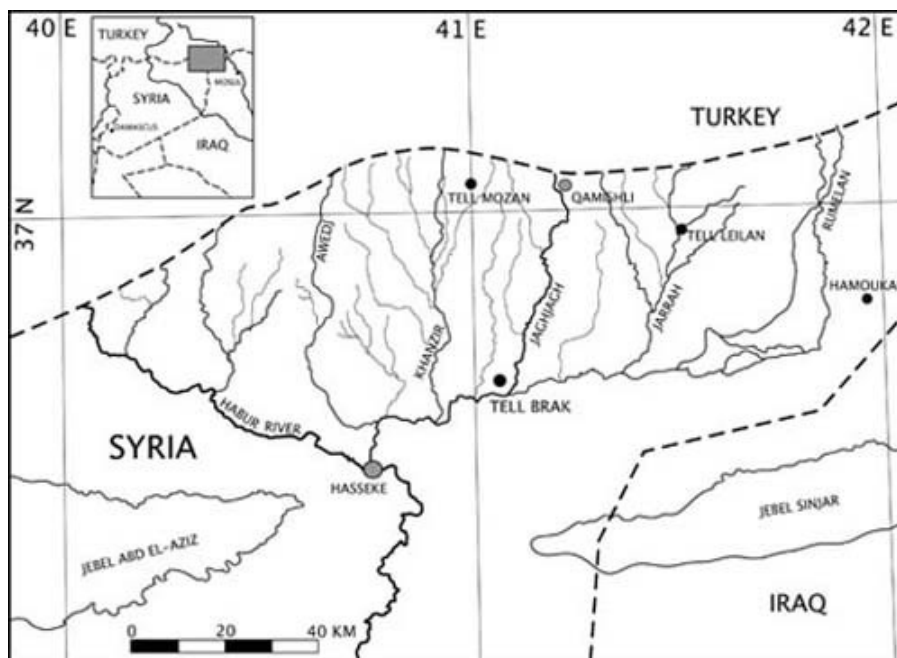 40 E
41 E
42 E
TURKEY
MOSUL
SYRIA
DAMASCUS
IRAQ
TURKEY
37 N
TELL MOZAN
QAMISHLI
AWEDJ
RUMELAN
TELL LEILAN
HAMOUKA
KHANZIR
JAGHJAGH
JARRAH
TELL BRAK
HABUR RIVER
SYRIA
HASSEKE
JEBEL SINJAR
JEBEL ABD EL-AZIZ
IRAQ
0 20 40 KM